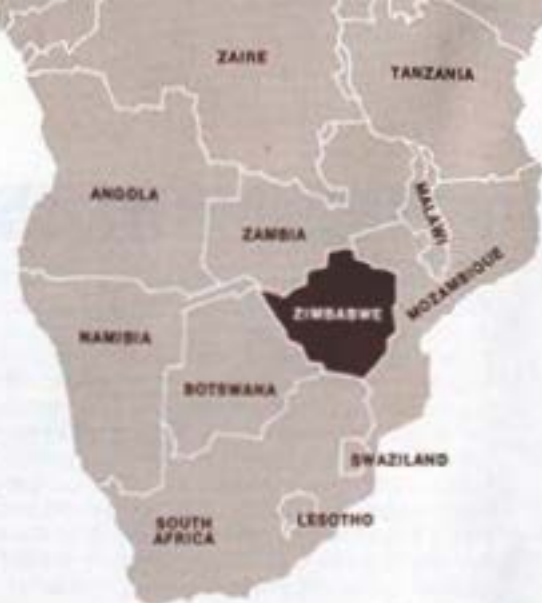 ZAIRE
TANZANIA
ANGOLA
MALAWI
ZAMBIA
MOZAMBIQUE
ZIMBABWE
NAMIBIA
BOTSWANA
SWAZILAND
SOUTH
AFRICA
LESOTHO